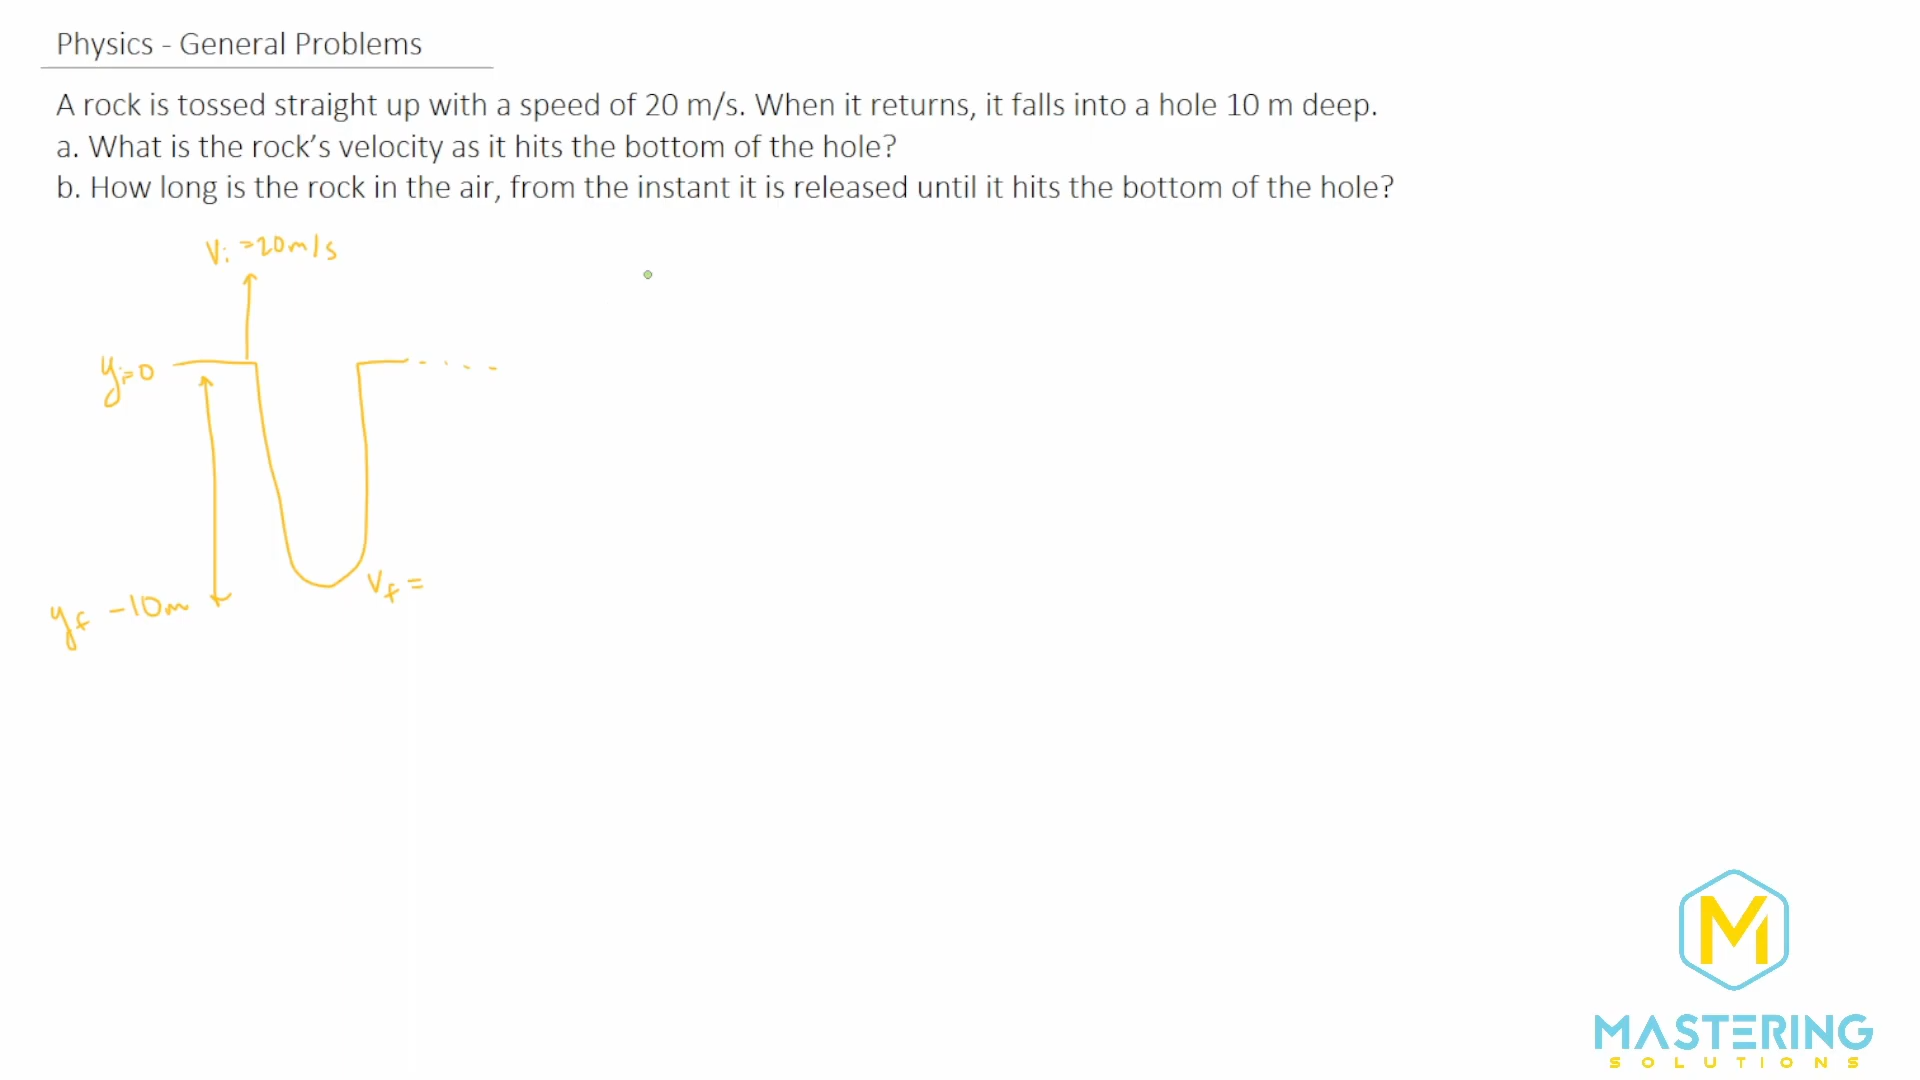 Physics - General Problems
A rock is tossed straight up with a speed of 20 m/s. When it returns, it falls into a hole 10 m deep.
a. What is the rock’s velocity as it hits the bottom of the hole?
b. How long is the rock in the air, from the instant it is released until it hits the bottom of the hole?
Vi = 20m/s
yi = 0
Vf =
yf -10m
M
MASTERING
SOLUTIONS